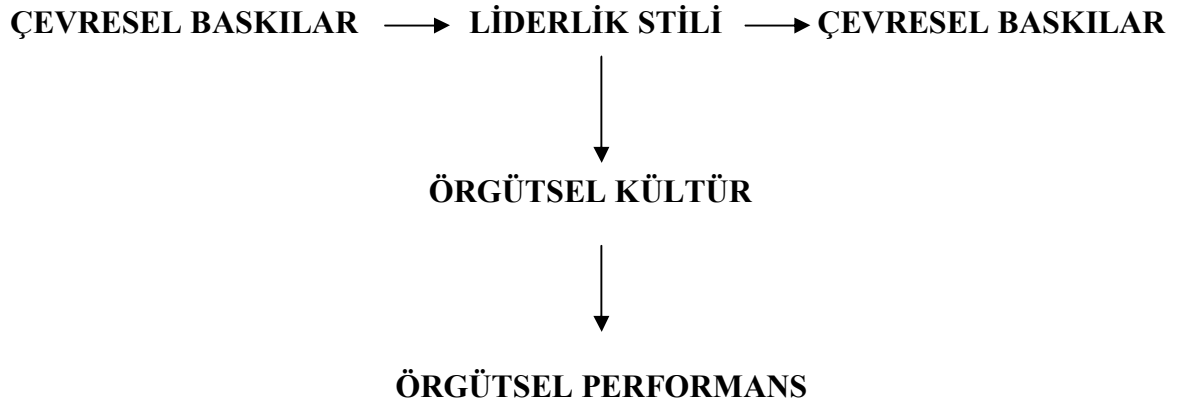 ÇEVRESEL BASKILAR LİDERLİK STİLİ ÇEVRESEL BASKILAR
ÖRGÜTSEL KÜLTÜR
ÖRGÜTSEL PERFORMANS